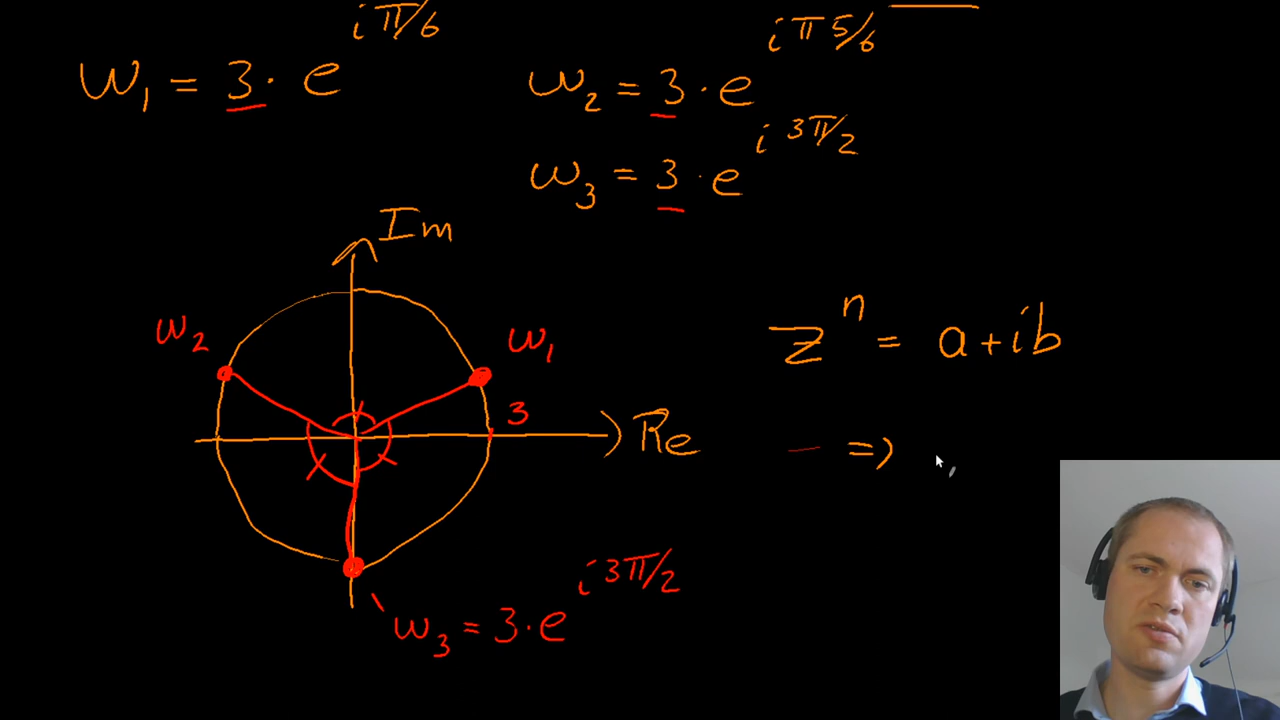 w₁ = 3 · e^{iπ/6}
w₂ = 3 · e^{iπ5/6}
w₃ = 3 · e^{i3π/2}
Im
w₂
w₁
zⁿ = a+ib
3
Re
=>
w₃ = 3 · e^{i3π/2}